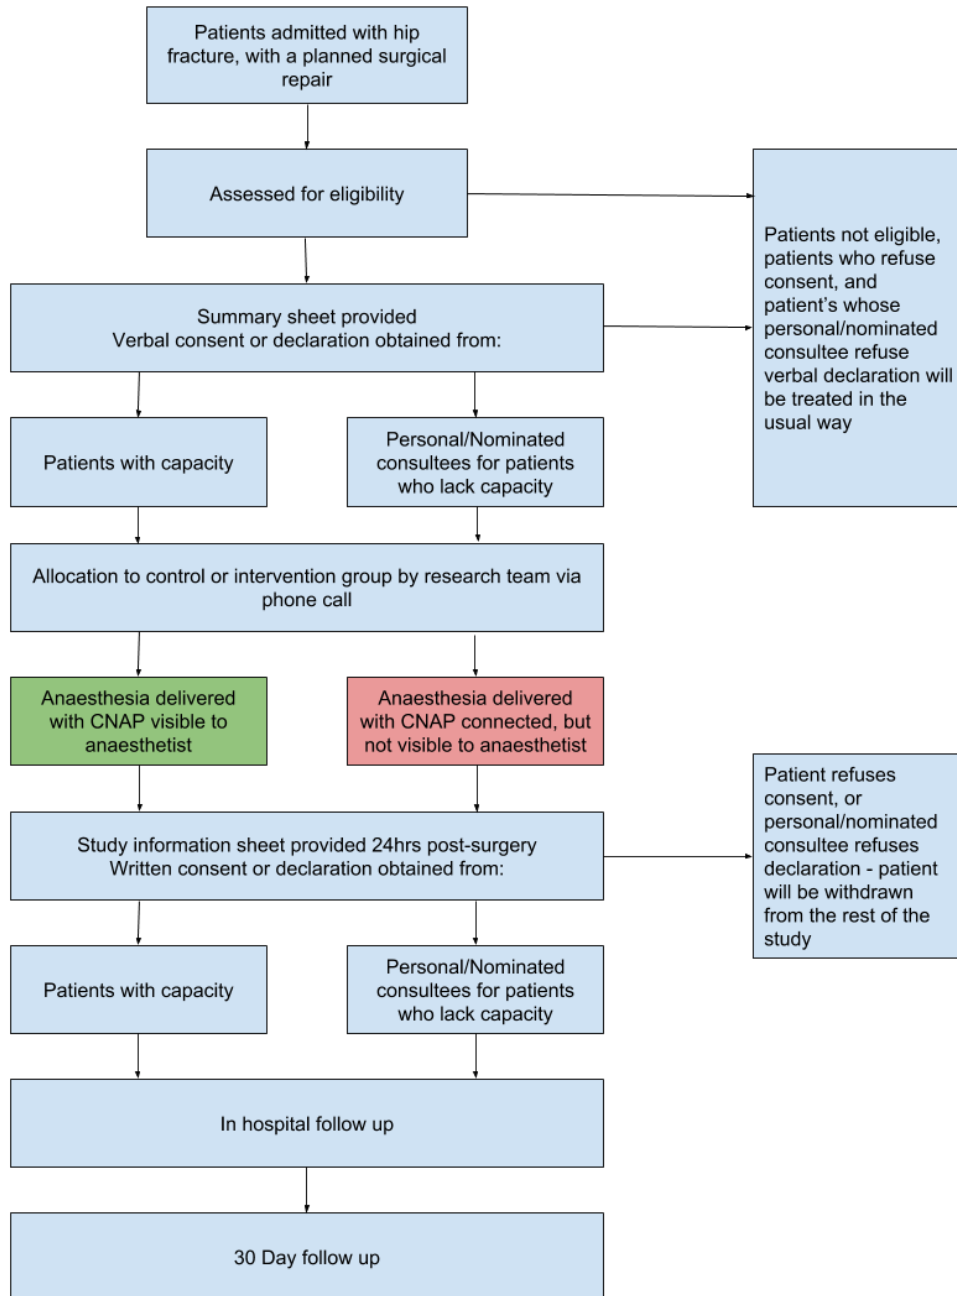 Patients admitted with hip
fracture, with a planned surgical
repair
Assessed for eligibility
Patients not eligible,
patients who refuse
consent, and
patient's whose
personal/nominated
consultee refuse
verbal declaration will
be treated in the
usual way
Summary sheet provided
Verbal consent or declaration obtained from:
Patients with capacity
Personal/Nominated
consultees for patients
who lack capacity
Allocation to control or intervention group by research team via
phone call
Anaesthesia delivered
with CNAP visible to
anaesthetist
Anaesthesia delivered
with CNAP connected, but
not visible to anaesthetist
Study information sheet provided 24hrs post-surgery
Written consent or declaration obtained from:
Patient refuses
consent, or
personal/nominated
consultee refuses
declaration - patient
will be withdrawn
from the rest of the
study
Patients with capacity
Personal/Nominated
consultees for patients
who lack capacity
In hospital follow up
30 Day follow up